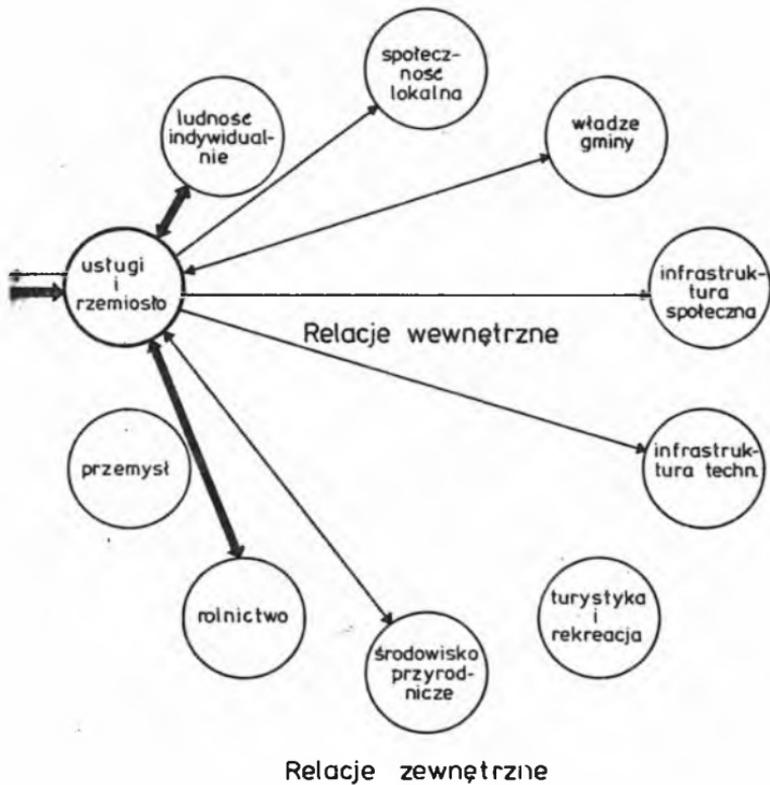 społecz-
ność
lokalna
ludność
indywidual-
nie
władze
gminy
usługi
i
rzemiosło
infrastruk-
tura
społeczna
Relacje wewnętrzne
przemysł
infrastruk-
tura techn.
rolnictwo
środowisko
przyrod-
nicze
turystyka
i
rekreacja
Relacje zewnętrzne